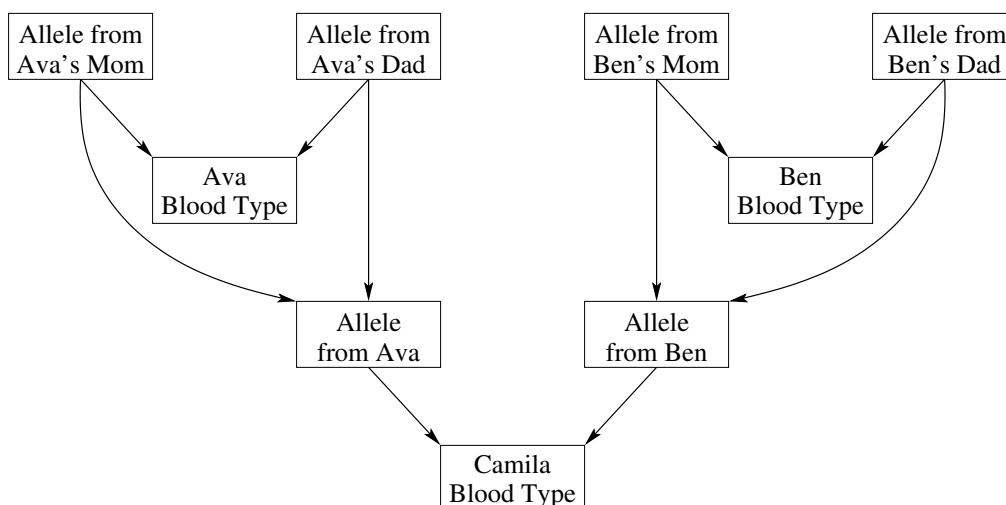 Allele from
Ava's Mom
Allele from
Ava's Dad
Allele from
Ben's Mom
Allele from
Ben's Dad
Ava
Blood Type
Ben
Blood Type
Allele
from Ava
Allele
from Ben
Camila
Blood Type